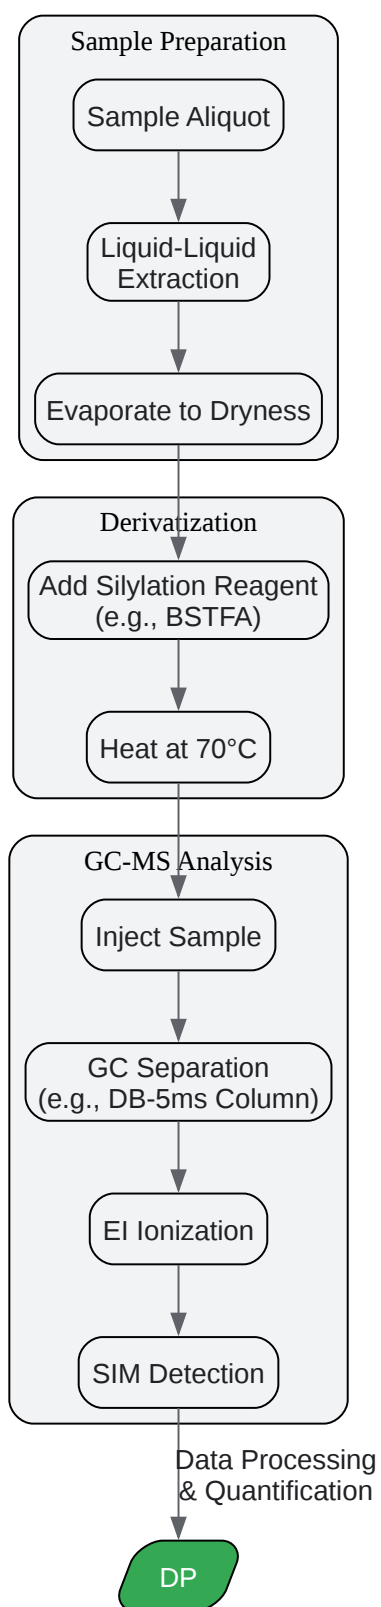 Sample Preparation
Sample Aliquot
Liquid-Liquid
Extraction
Evaporate to Dryness
Derivatization
Add Silylation Reagent
(e.g., BSTFA)
Heat at 70°C
GC-MS Analysis
Inject Sample
GC Separation
(e.g., DB-5ms Column)
EI Ionization
SIM Detection
Data Processing
& Quantification
DP